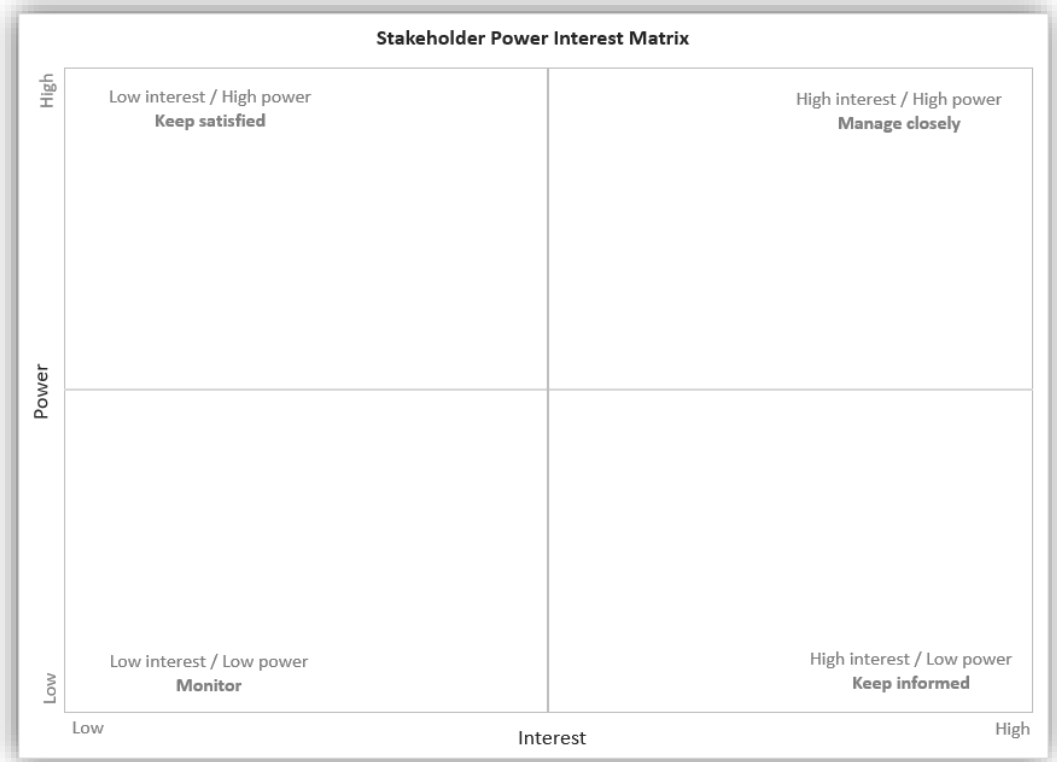 Stakeholder Power Interest Matrix
High
Low interest / High power
Keep satisfied
High interest / High power
Manage closely
Power
Low interest / Low power
Monitor
High interest / Low power
Keep informed
Low
Low
Interest
High